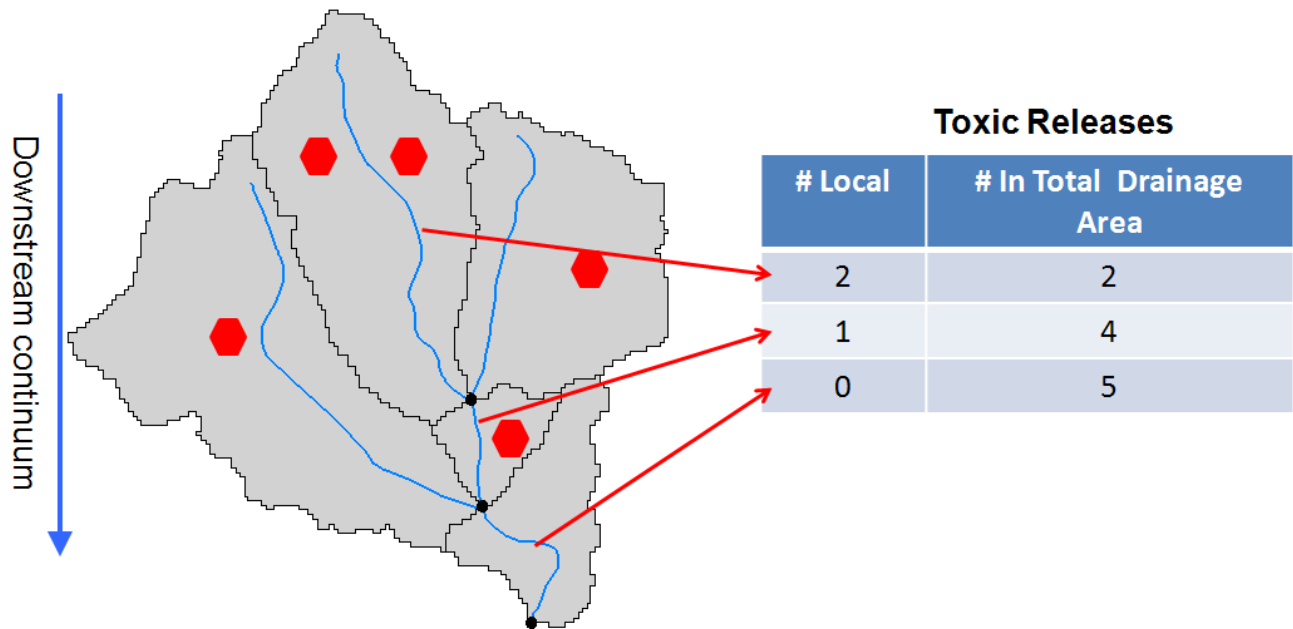 Downstream continuum
Toxic Releases
# Local
# In Total Drainage
Area
2
2
1
4
0
5